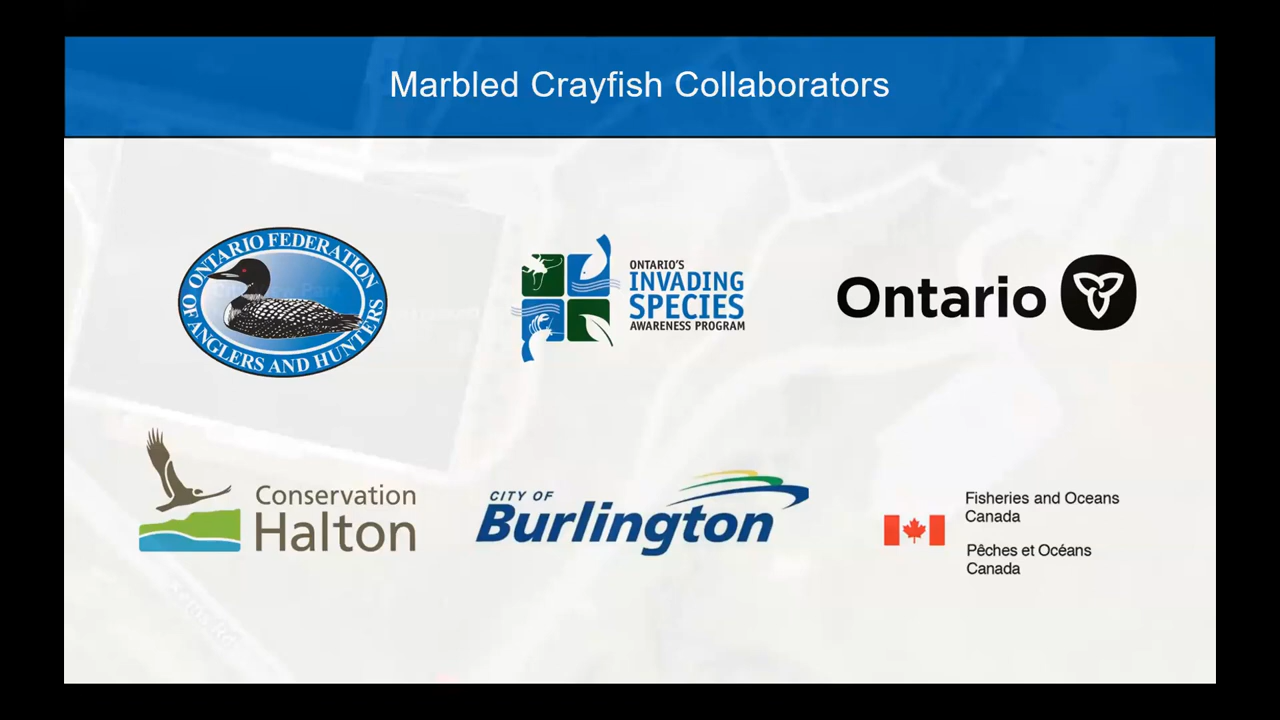 Marbled Crayfish Collaborators
ONTARIO FEDERATION
OF ANGLERS AND HUNTERS
ONTARIO'S
INVADING
SPECIES
AWARENESS PROGRAM
Ontario
Conservation
Halton
CITY OF
Burlington
Fisheries and Oceans
Canada
Pêches et Océans
Canada